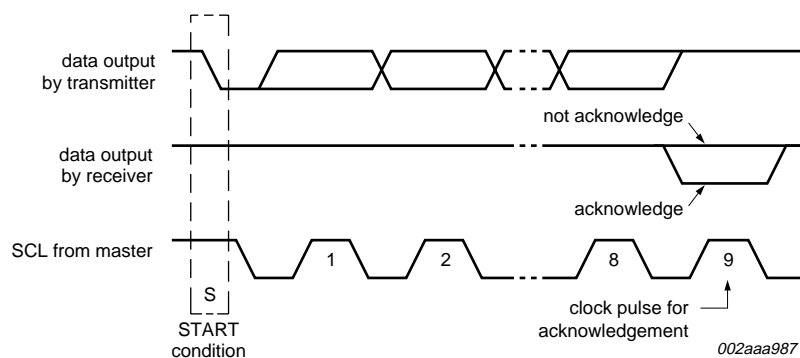 data output
by transmitter
not acknowledge
data output
by receiver
acknowledge
SCL from master
1
2
8
9
S
START
condition
clock pulse for
acknowledgement
002aaa987